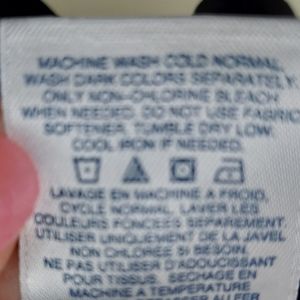 MACHINE WASH COLD NORMAL
WASH DARK COLORS SEPARATELY
ONLY NON-CHLORINE BLEACH
WHEN NEEDED. DO NOT USE FABRIC
SOFTENER, TUMBLE DRY LOW.
COOL IRON IF NEEDED.
LAVAGE EN MACHINE A FROID,
CYCLE NORMAL. LAVER LES
COULEURS FONCEES SEPAREMENT.
UTILISER UNIQUEMENT DE LA JAVEL
NON CHLOREE SI BESOIN.
NE PAS UTILISER D'ADOUCISSANT
POUR TISSUS. SECHAGE EN
MACHINE A TEMPERATURE